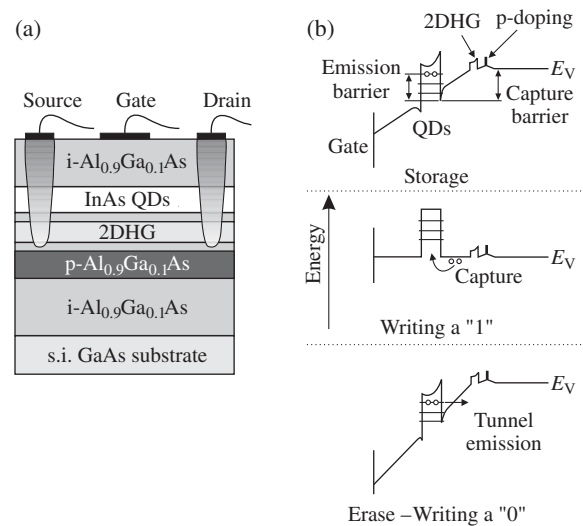 (a)
Source Gate Drain
i-Al0.9Ga0.1As
InAs QDs
2DHG
p-Al0.9Ga0.1As
i-Al0.9Ga0.1As
s.i. GaAs substrate
(b)
2DHG p-doping
Emission
barrier
EV
Capture
barrier
QDs
Gate
Storage
Energy
EV
Capture
Writing a "1"
EV
Tunnel
emission
Erase –Writing a "0"